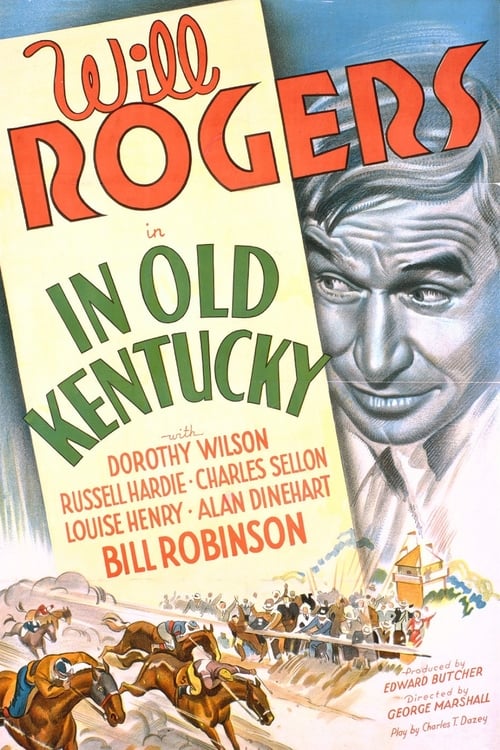 Will
ROGERS
in
IN OLD
KENTUCKY
with
DOROTHY WILSON
RUSSELL HARDIE · CHARLES SELLON
LOUISE HENRY · ALAN DINEHART
BILL ROBINSON
Produced by
EDWARD BUTCHER
Directed by
GEORGE MARSHALL
Play by Charles T. Dazey